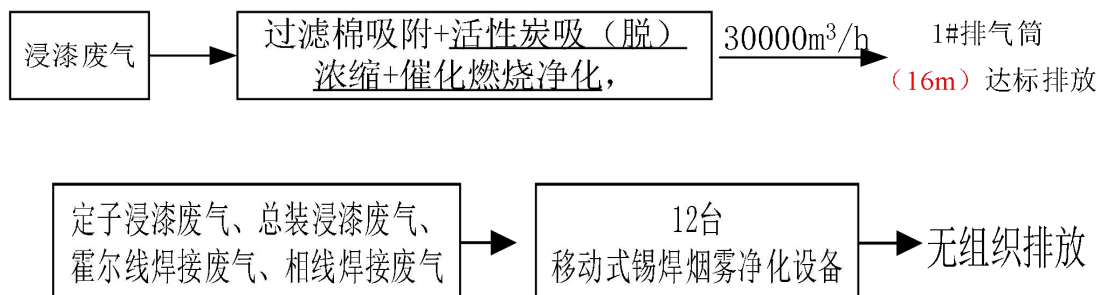 浸漆废气
过滤棉吸附+活性炭吸（脱）
浓缩+催化燃烧净化，
30000m³/h
1#排气筒
（16m）达标排放
定子浸漆废气、总装浸漆废气、
霍尔线焊接废气、相线焊接废气
12台
移动式锡焊烟雾净化设备
无组织排放